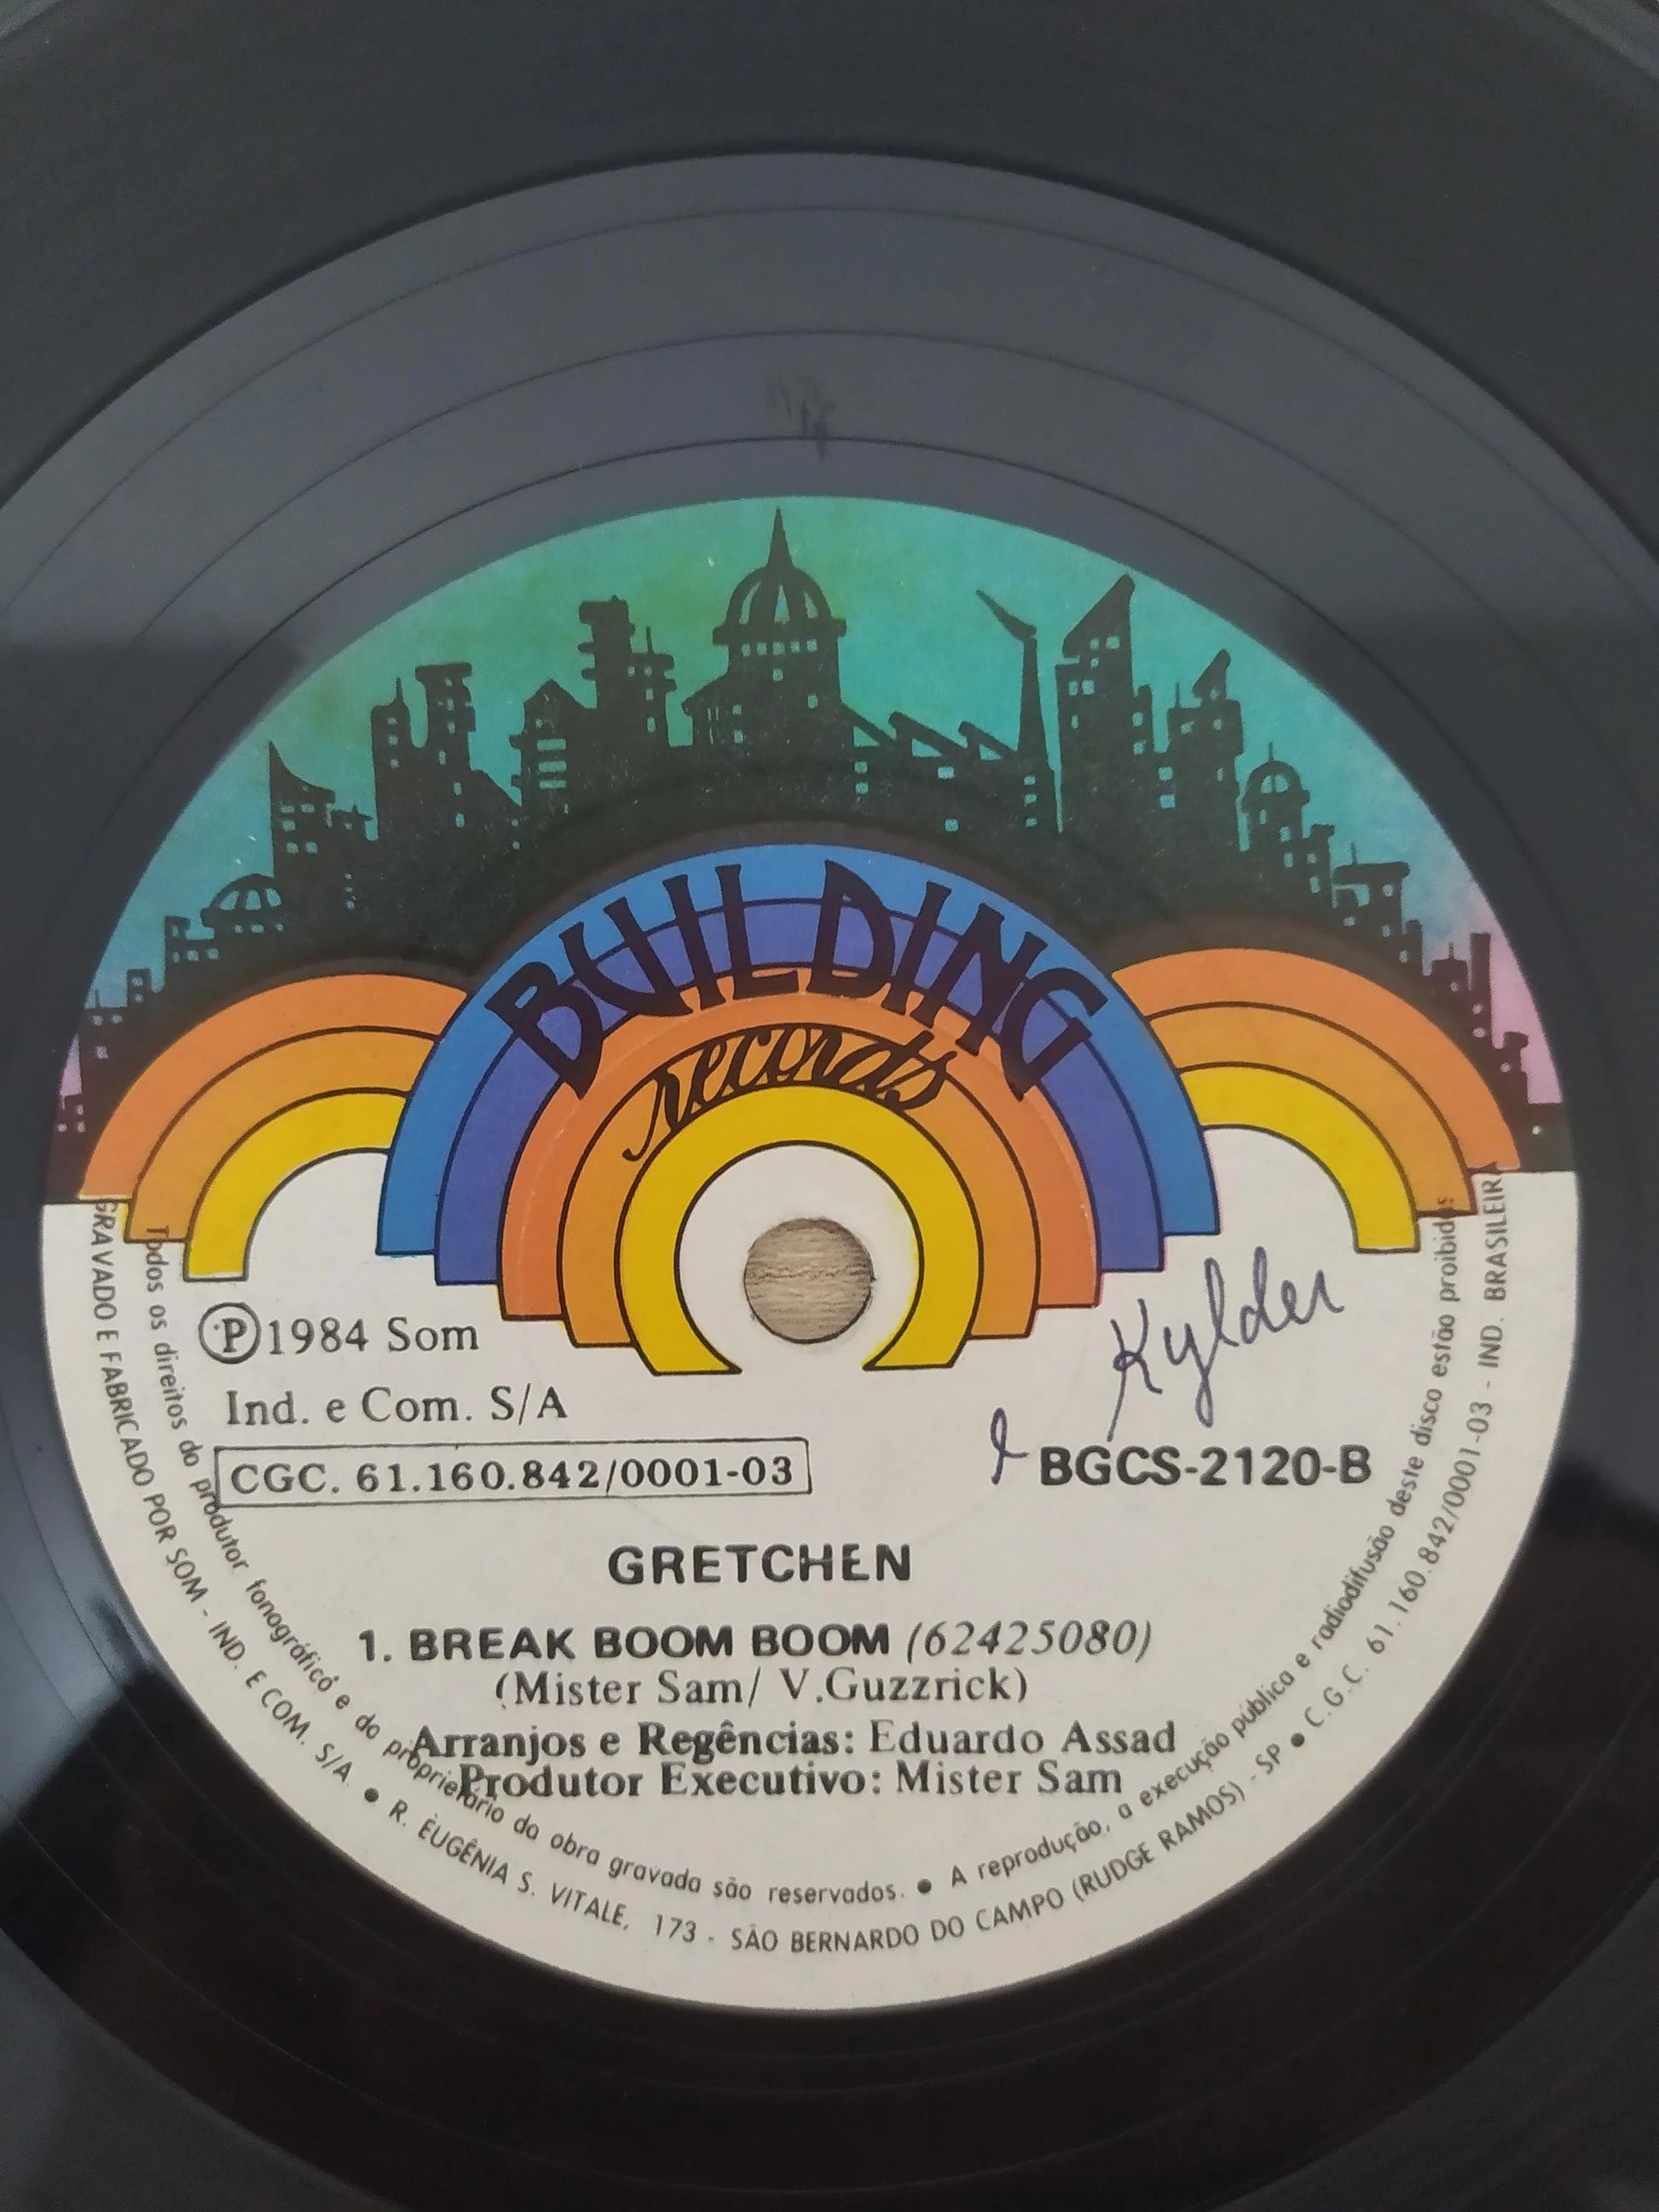 BUILDING
records
Ⓟ1984 Som
Ind. e Com. S/A
CGC. 61.160.842/0001-03
Kylder
BGCS-2120-B
GRETCHEN
1. BREAK BOOM BOOM (62425080)
(Mister Sam/ V.Guzzrick)
Arranjos e Regências: Eduardo Assad
Produtor Executivo: Mister Sam
Todos os direitos do produtor fonográfico e do proprietário da obra gravada são reservados. • A reprodução, a execução pública e radiodifusão deste disco estão proibidas
GRAVADO E FABRICADO POR SOM - IND. E COM. S/A. • R. EUGÊNIA S. VITALE, 173 - SÃO BERNARDO DO CAMPO (RUDGE RAMOS) - SP • C.G.C. 61.160.842/0001-03 - IND. BRASILEIRA